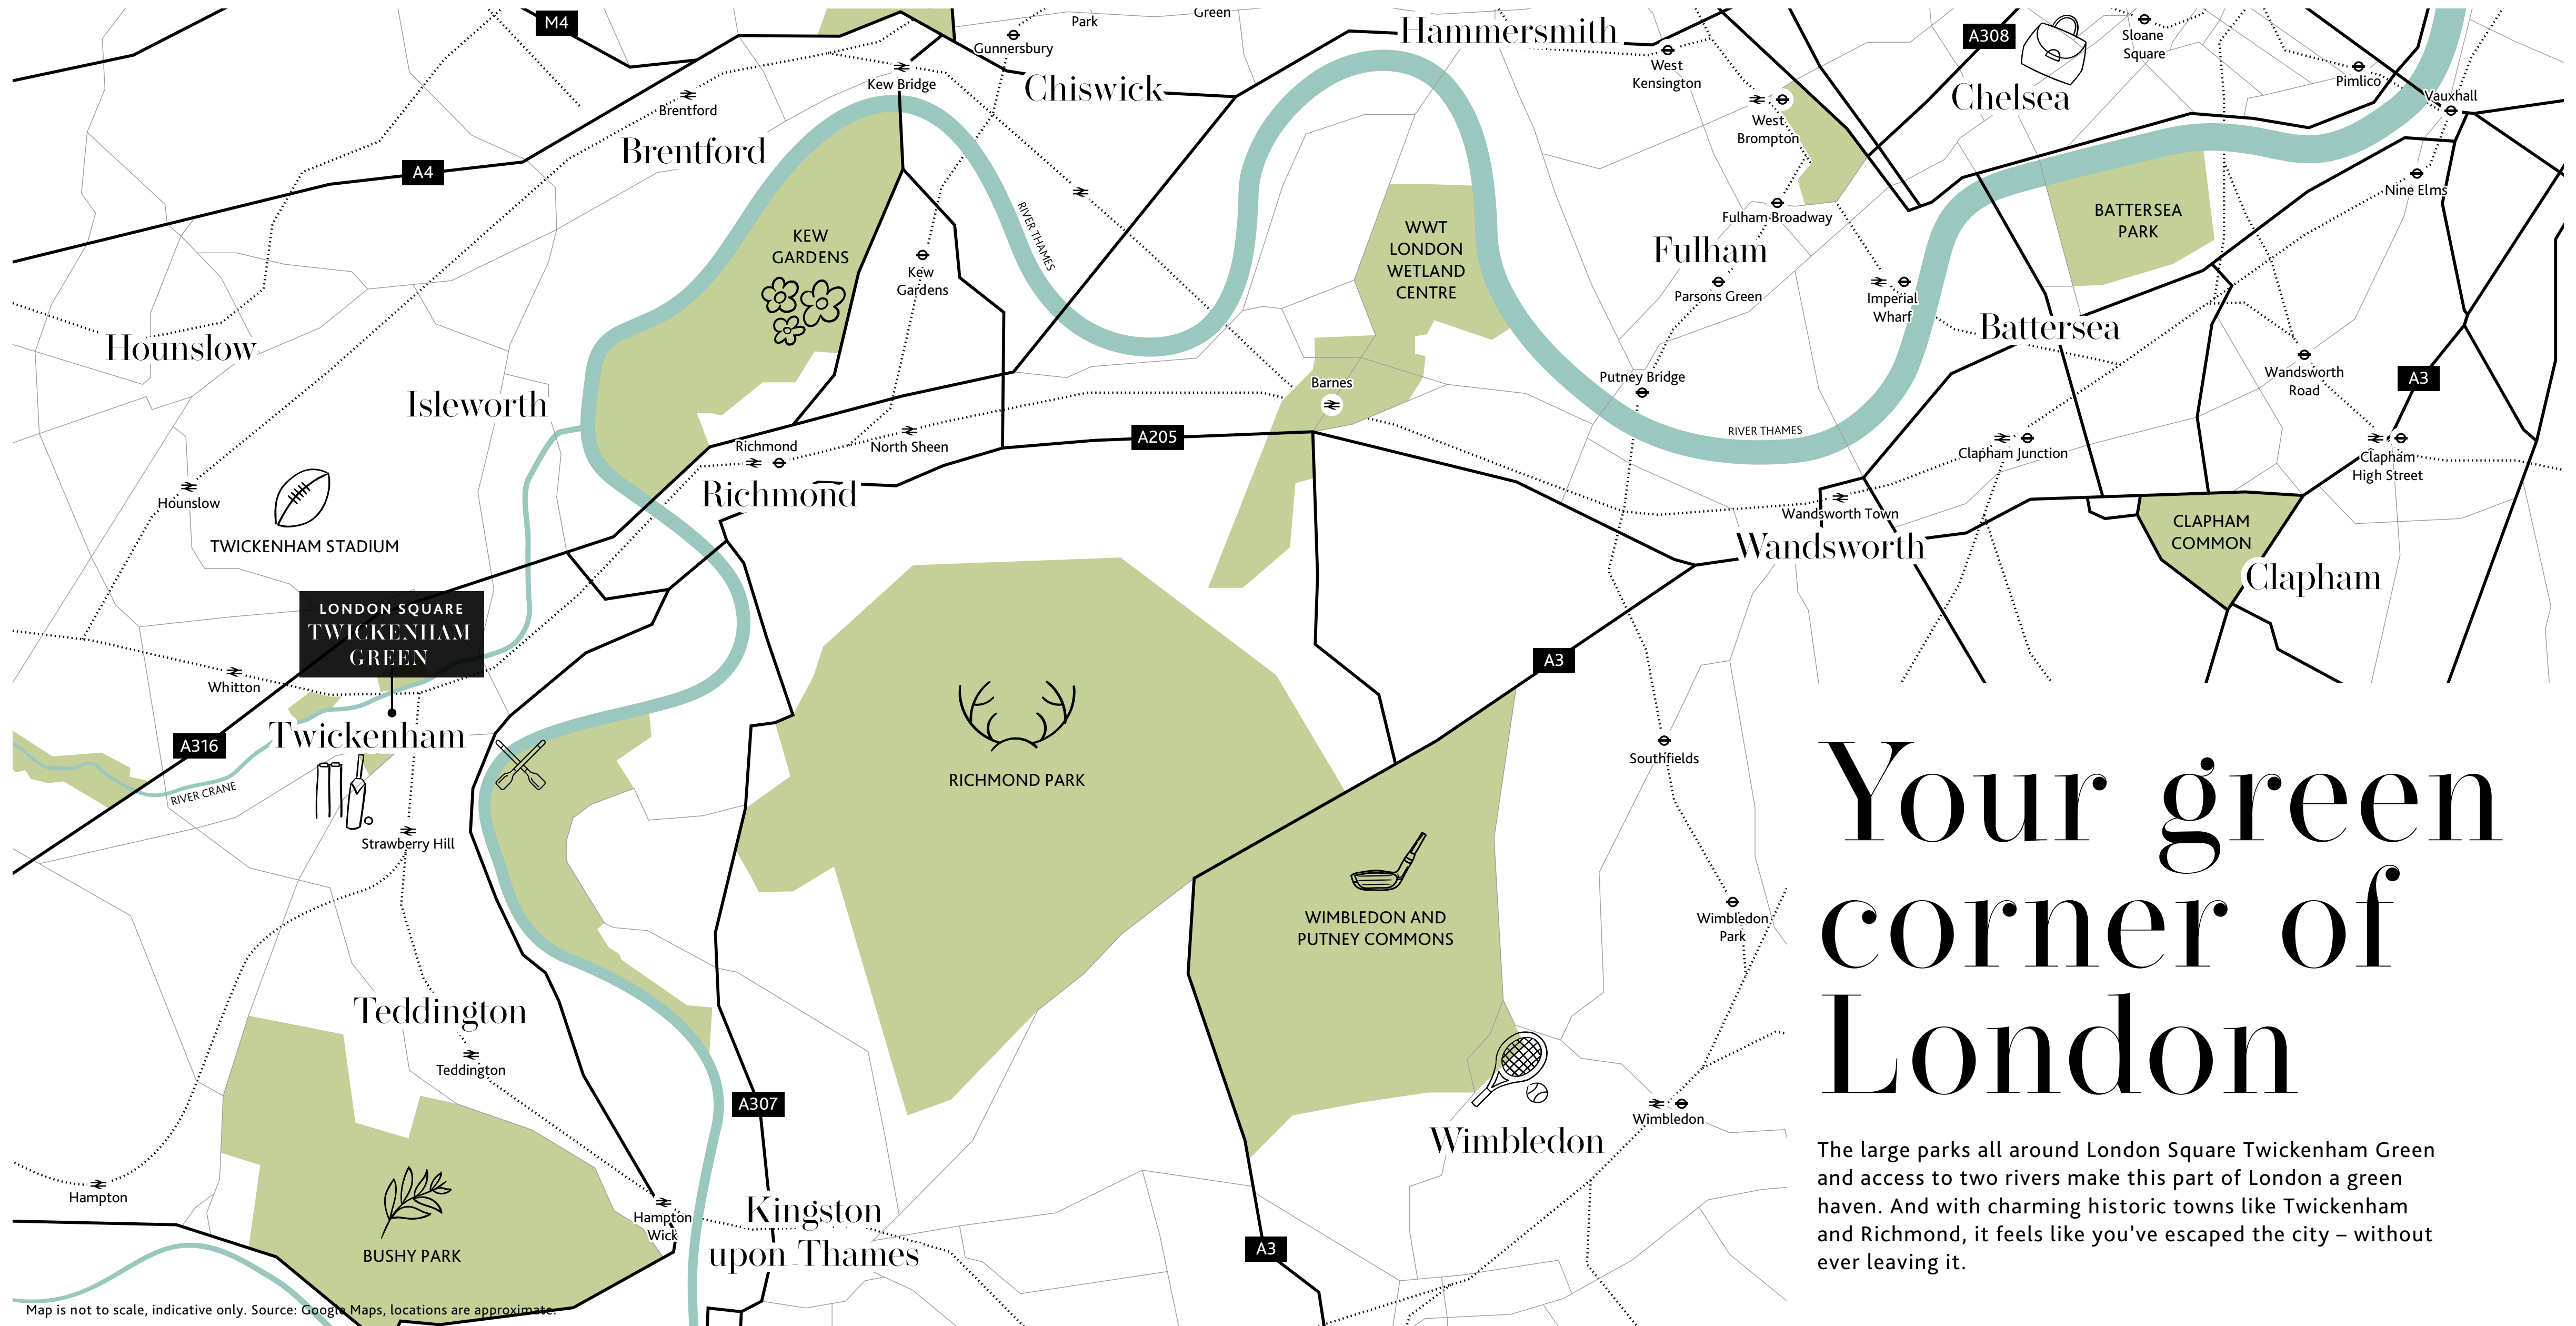 M4
Gunnersbury
Park
Green
Hammersmith
West
Kensington
A308
Sloane
Square
Pimlico
Vauxhall
Kew Bridge
Chiswick
Chelsea
Brentford
Brentford
West
Brompton
A4
Nine Elms
KEW
GARDENS
RIVER THAMES
Kew
Gardens
WWT
LONDON
WETLAND
CENTRE
Fulham Broadway
Fulham
Parsons Green
Imperial
Wharf
BATTERSEA
PARK
Battersea
Hounslow
Isleworth
Barnes
Putney Bridge
Wandsworth
Road
A3
Richmond
North Sheen
A205
RIVER THAMES
Clapham Junction
Clapham
High Street
Hounslow
Richmond
Wandsworth Town
TWICKENHAM STADIUM
Wandsworth
CLAPHAM
COMMON
Clapham
LONDON SQUARE
TWICKENHAM
GREEN
Whitton
A3
A316
Twickenham
RIVER CRANE
Strawberry Hill
RICHMOND PARK
Southfields
WIMBLEDON AND
PUTNEY COMMONS
Wimbledon
Park
Teddington
Teddington
A307
Wimbledon
Wimbledon
Hampton
Hampton
Wick
Kingston
upon Thames
BUSHY PARK
A3
Map is not to scale, indicative only. Source: Google Maps, locations are approximate.
Your green
corner of
London
The large parks all around London Square Twickenham Green
and access to two rivers make this part of London a green
haven. And with charming historic towns like Twickenham
and Richmond, it feels like you've escaped the city – without
ever leaving it.